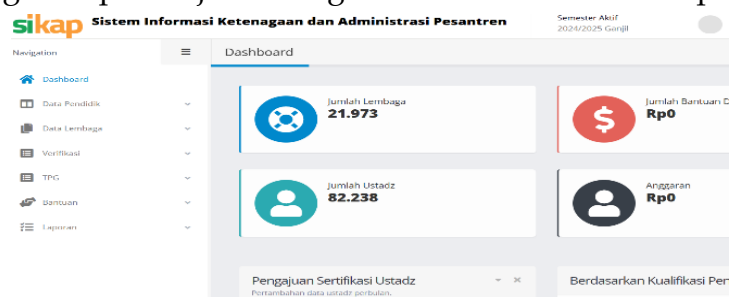 sikap Sistem Informasi Ketenagaan dan Administrasi Pesantren
Semester Aktif
2024/2025 Ganjil
Navigation
Dashboard
Dashboard
Data Pendidik
Data Lembaga
Verifikasi
TPG
Bantuan
Laporan
Jumlah Lembaga
21.973
Jumlah Bantuan D
Rp0
Jumlah Ustadz
82.238
Anggaran
Rp0
Pengajuan Sertifikasi Ustadz
Pertambahan data ustadz perbulan.
Berdasarkan Kualifikasi Pen